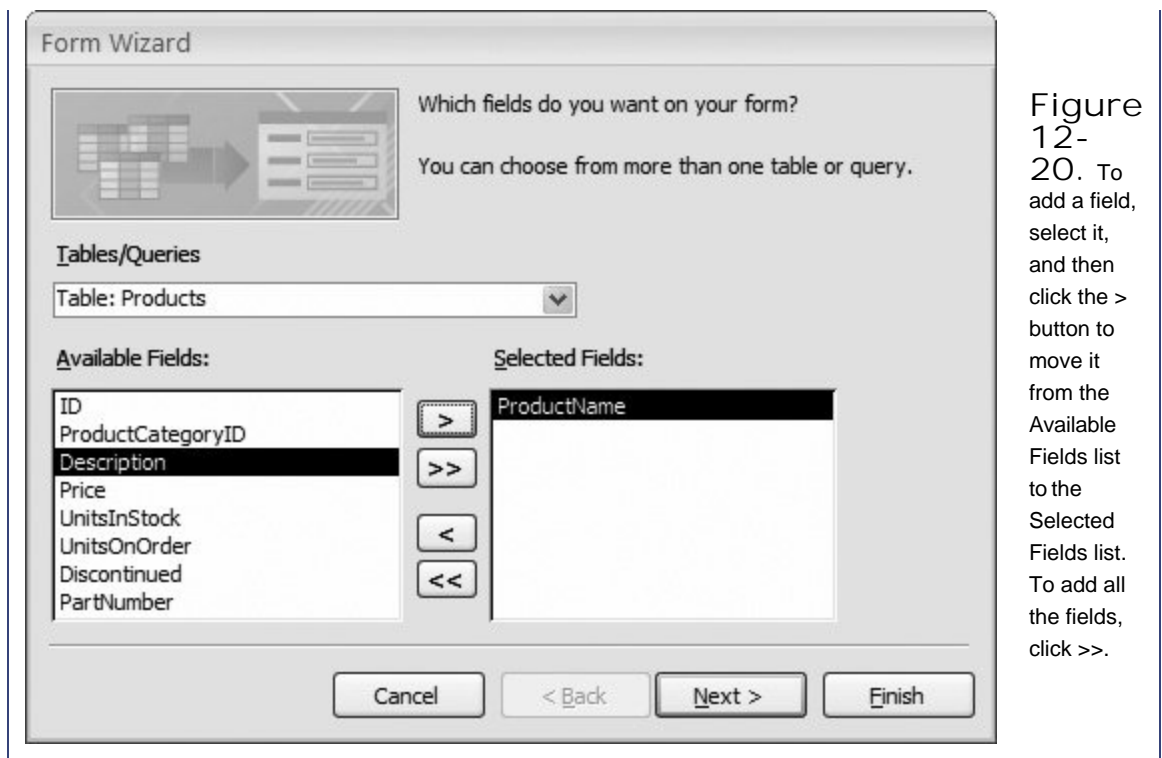 Form Wizard
Which fields do you want on your form?
You can choose from more than one table or query.
Tables/Queries
Table: Products
Available Fields:
ID
ProductCategoryID
Description
Price
UnitsInStock
UnitsOnOrder
Discontinued
PartNumber
>
>>
<
<<
Selected Fields:
ProductName
Cancel
< Back
Next >
Finish
Figure
12-
20. To
add a field,
select it,
and then
click the >
button to
move it
from the
Available
Fields list
to the
Selected
Fields list.
To add all
the fields,
click >>.